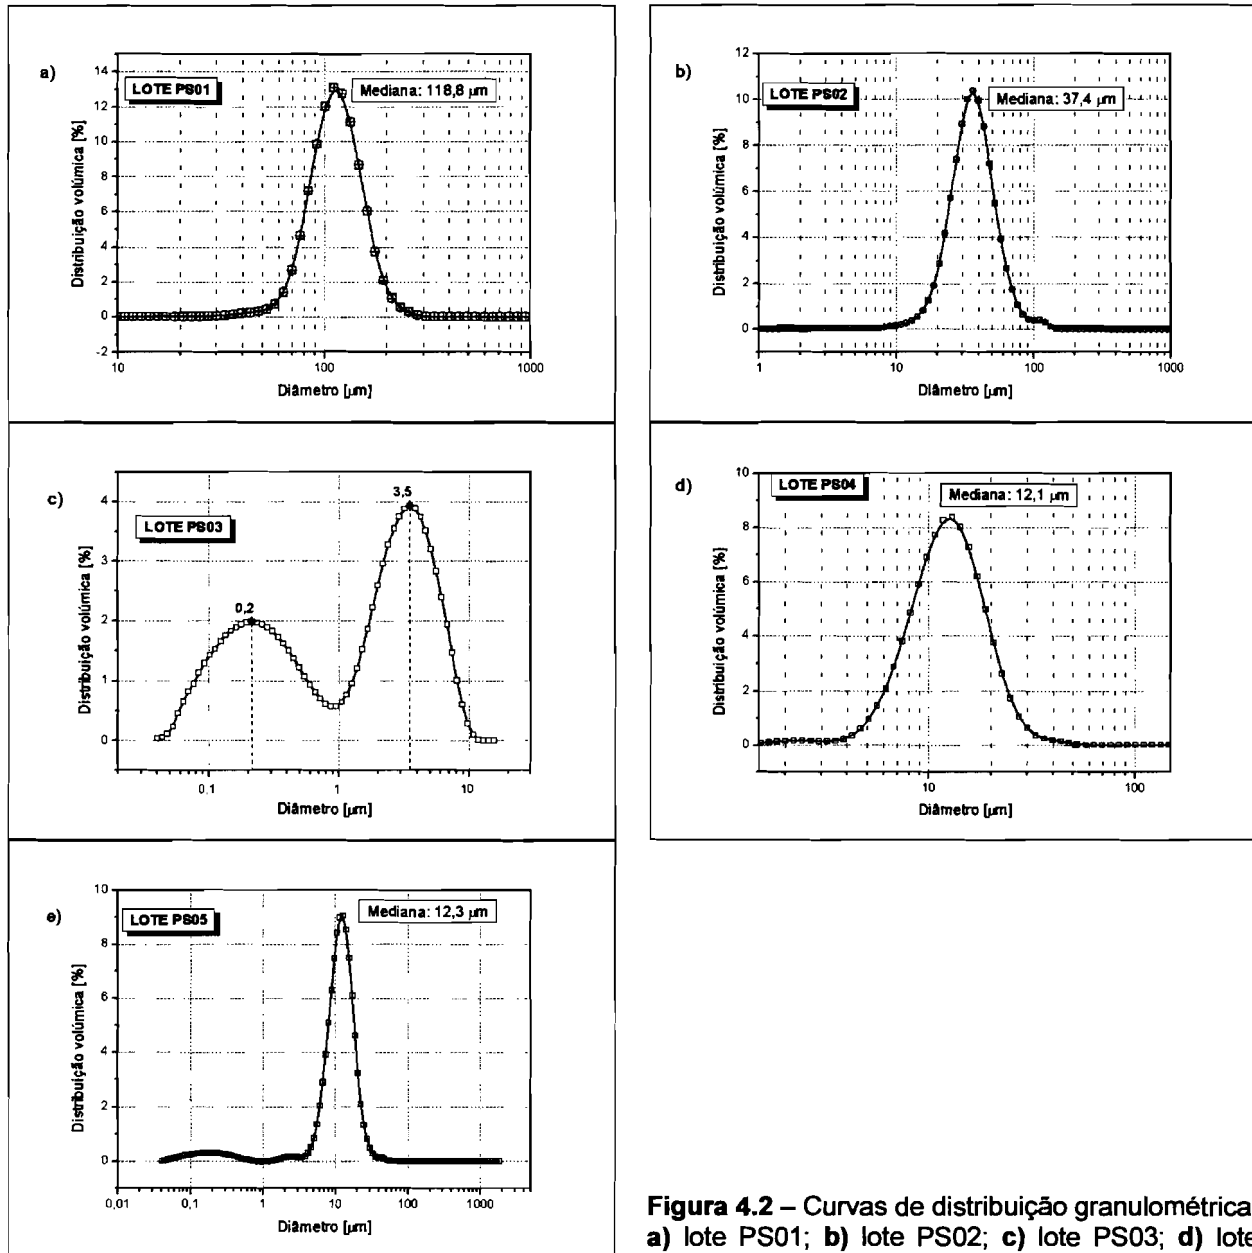 a)
LOTE PS01
Mediana: 118,8 µm
Distribuição volúmica [%]
14
12
10
8
6
4
2
0
-2
10
100
1000
Diâmetro [µm]
b)
LOTE PS02
Mediana: 37,4 µm
Distribuição volúmica [%]
12
10
8
6
4
2
0
1
10
100
1000
Diâmetro [µm]
c)
LOTE PS03
0,2
3,5
Distribuição volúmica [%]
4
3
2
1
0
0,1
1
10
Diâmetro [µm]
d)
LOTE PS04
Mediana: 12,1 µm
Distribuição volúmica [%]
10
8
6
4
2
0
10
100
Diâmetro [µm]
e)
LOTE PS05
Mediana: 12,3 µm
Distribuição volúmica [%]
10
8
6
4
2
0
0,01
0,1
1
10
100
1000
Diâmetro [µm]
Figura 4.2 – Curvas de distribuição granulométrica
a) lote PS01; b) lote PS02; c) lote PS03; d) lote